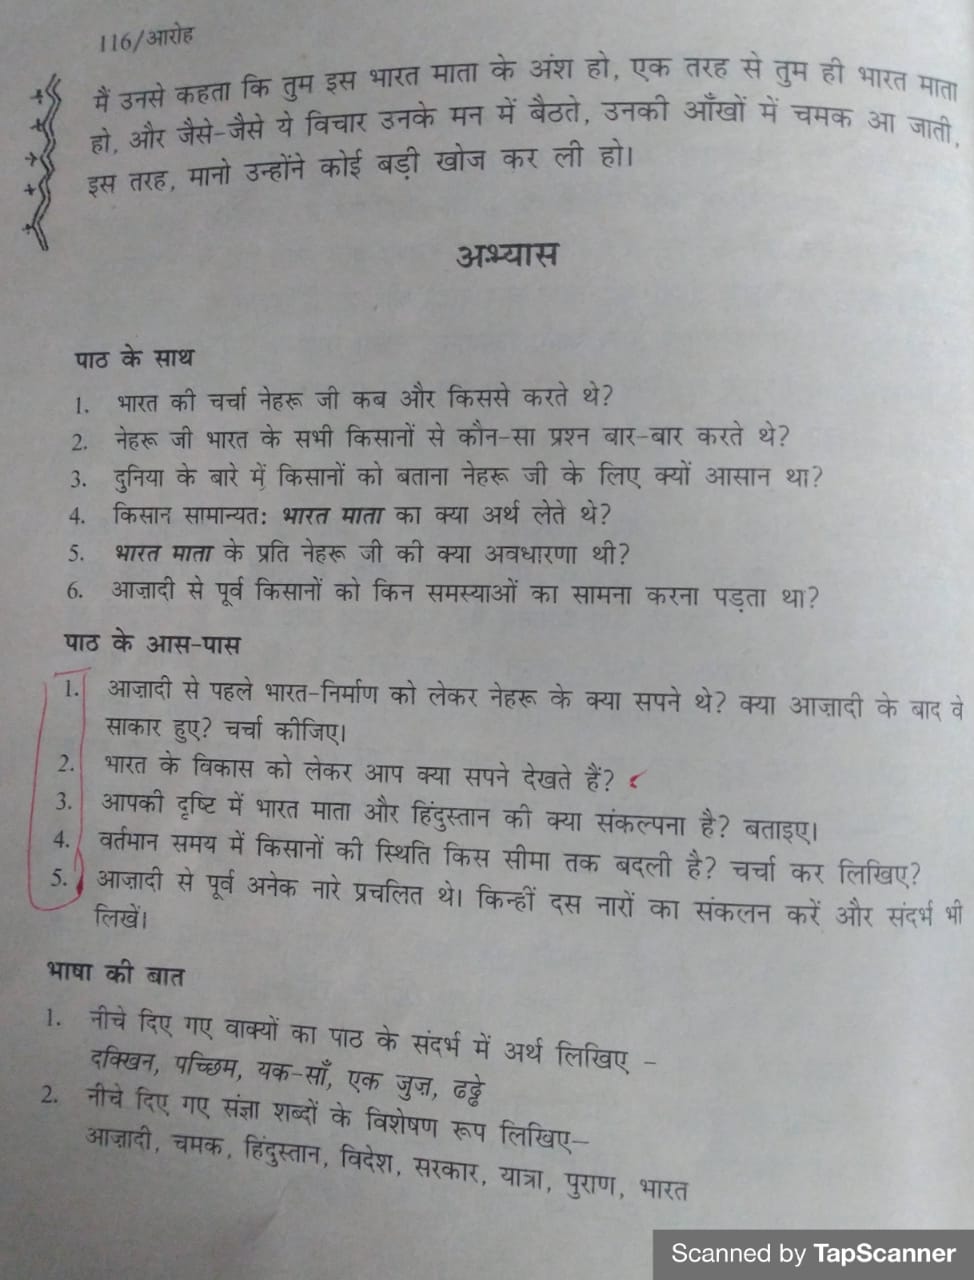 116/आरोह
मैं उनसे कहता कि तुम इस भारत माता के अंश हो, एक तरह से तुम ही भारत माता
हो, और जैसे-जैसे ये विचार उनके मन में बैठते, उनकी आँखों में चमक आ जाती,
इस तरह, मानो उन्होंने कोई बड़ी खोज कर ली हो।
अभ्यास
पाठ के साथ
1. भारत की चर्चा नेहरू जी कब और किससे करते थे?
2. नेहरू जी भारत के सभी किसानों से कौन-सा प्रश्न बार-बार करते थे?
3. दुनिया के बारे में किसानों को बताना नेहरू जी के लिए क्यों आसान था?
4. किसान सामान्यत: भारत माता का क्या अर्थ लेते थे?
5. भारत माता के प्रति नेहरू जी की क्या अवधारणा थी?
6. आज़ादी से पूर्व किसानों को किन समस्याओं का सामना करना पड़ता था?
पाठ के आस-पास
1. आज़ादी से पहले भारत-निर्माण को लेकर नेहरू के क्या सपने थे? क्या आज़ादी के बाद वे
साकार हुए? चर्चा कीजिए।
2. भारत के विकास को लेकर आप क्या सपने देखते हैं?
3. आपकी दृष्टि में भारत माता और हिंदुस्तान की क्या संकल्पना है? बताइए।
4. वर्तमान समय में किसानों की स्थिति किस सीमा तक बदली है? चर्चा कर लिखिए?
5. आज़ादी से पूर्व अनेक नारे प्रचलित थे। किन्हीं दस नारों का संकलन करें और संदर्भ भी
लिखें।
भाषा की बात
1. नीचे दिए गए वाक्यों का पाठ के संदर्भ में अर्थ लिखिए –
दक्खिन, पच्छिम, यक-साँ, एक जुज़, ढढ्ढे
2. नीचे दिए गए संज्ञा शब्दों के विशेषण रूप लिखिए–
आज़ादी, चमक, हिंदुस्तान, विदेश, सरकार, यात्रा, पुराण, भारत
Scanned by TapScanner